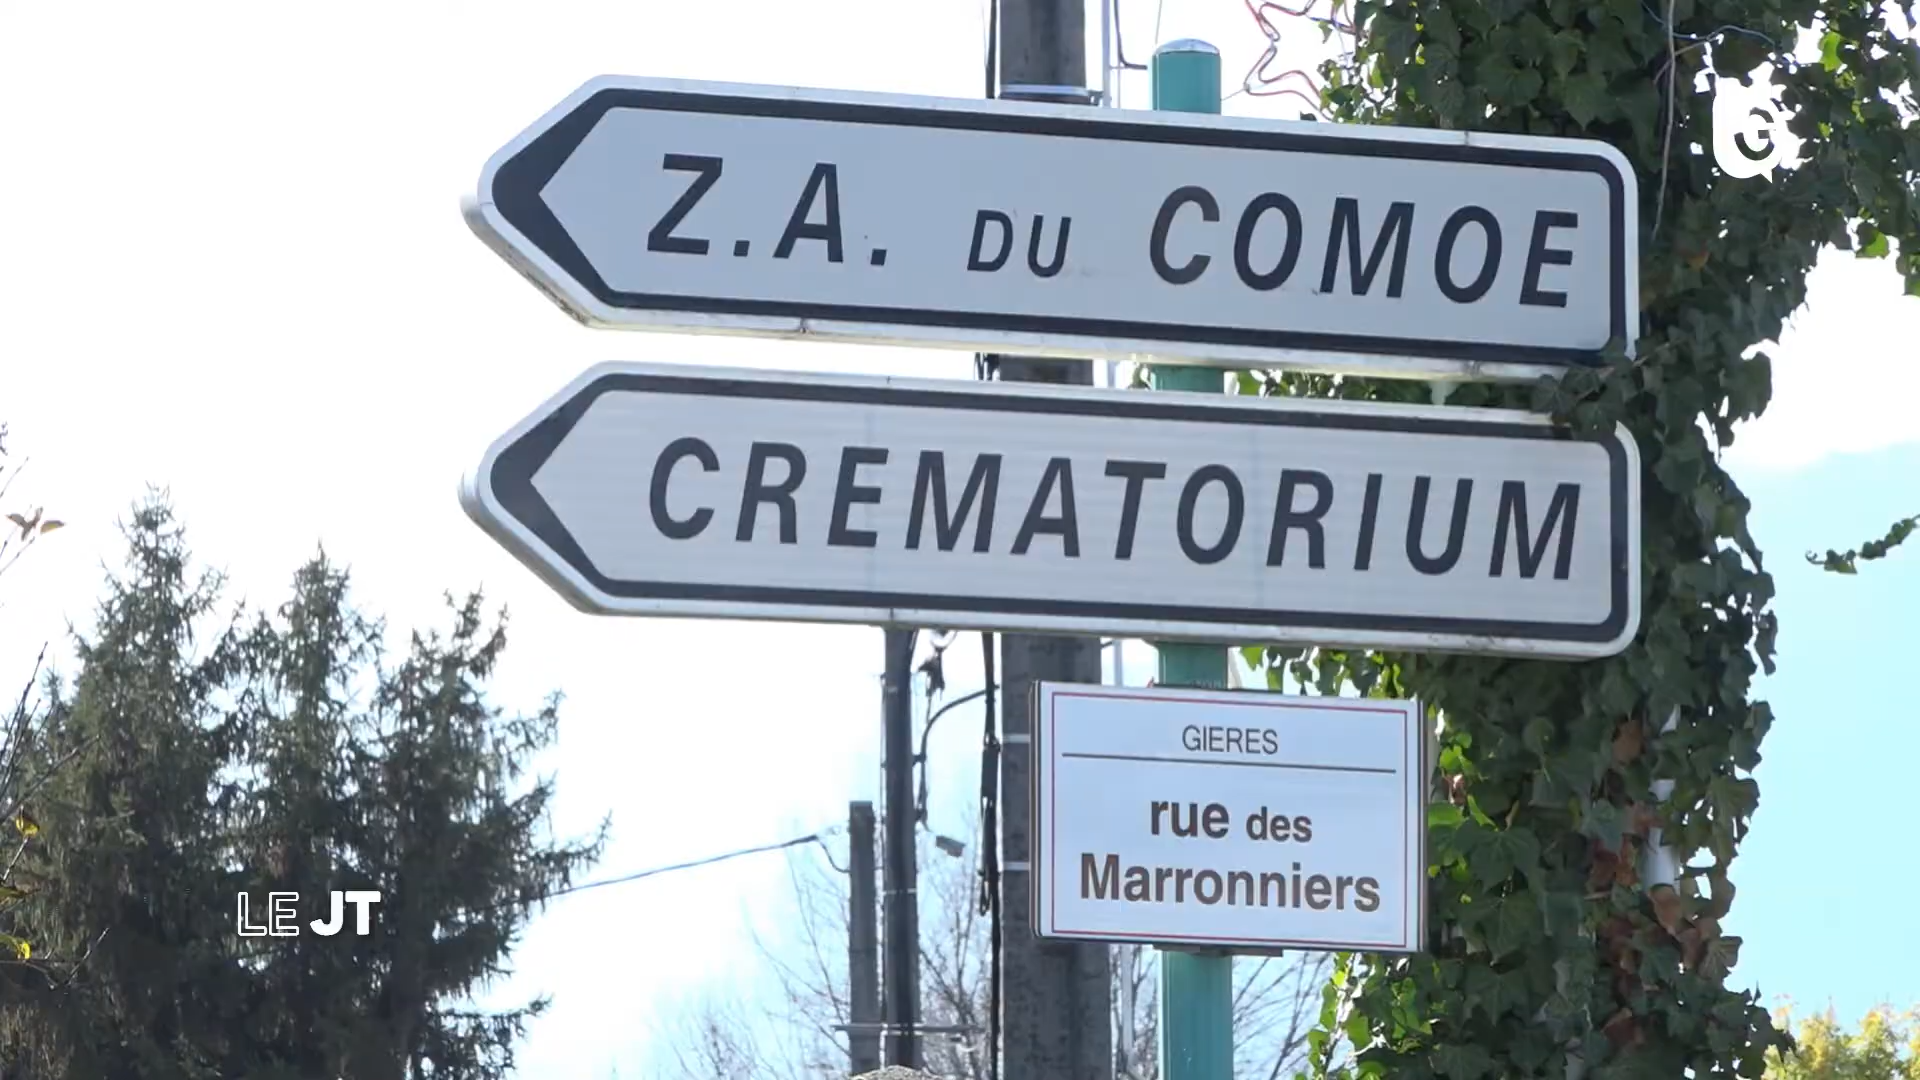 Z.A. DU COMOE
CREMATORIUM
GIERES
rue des
Marronniers
LE JT
G